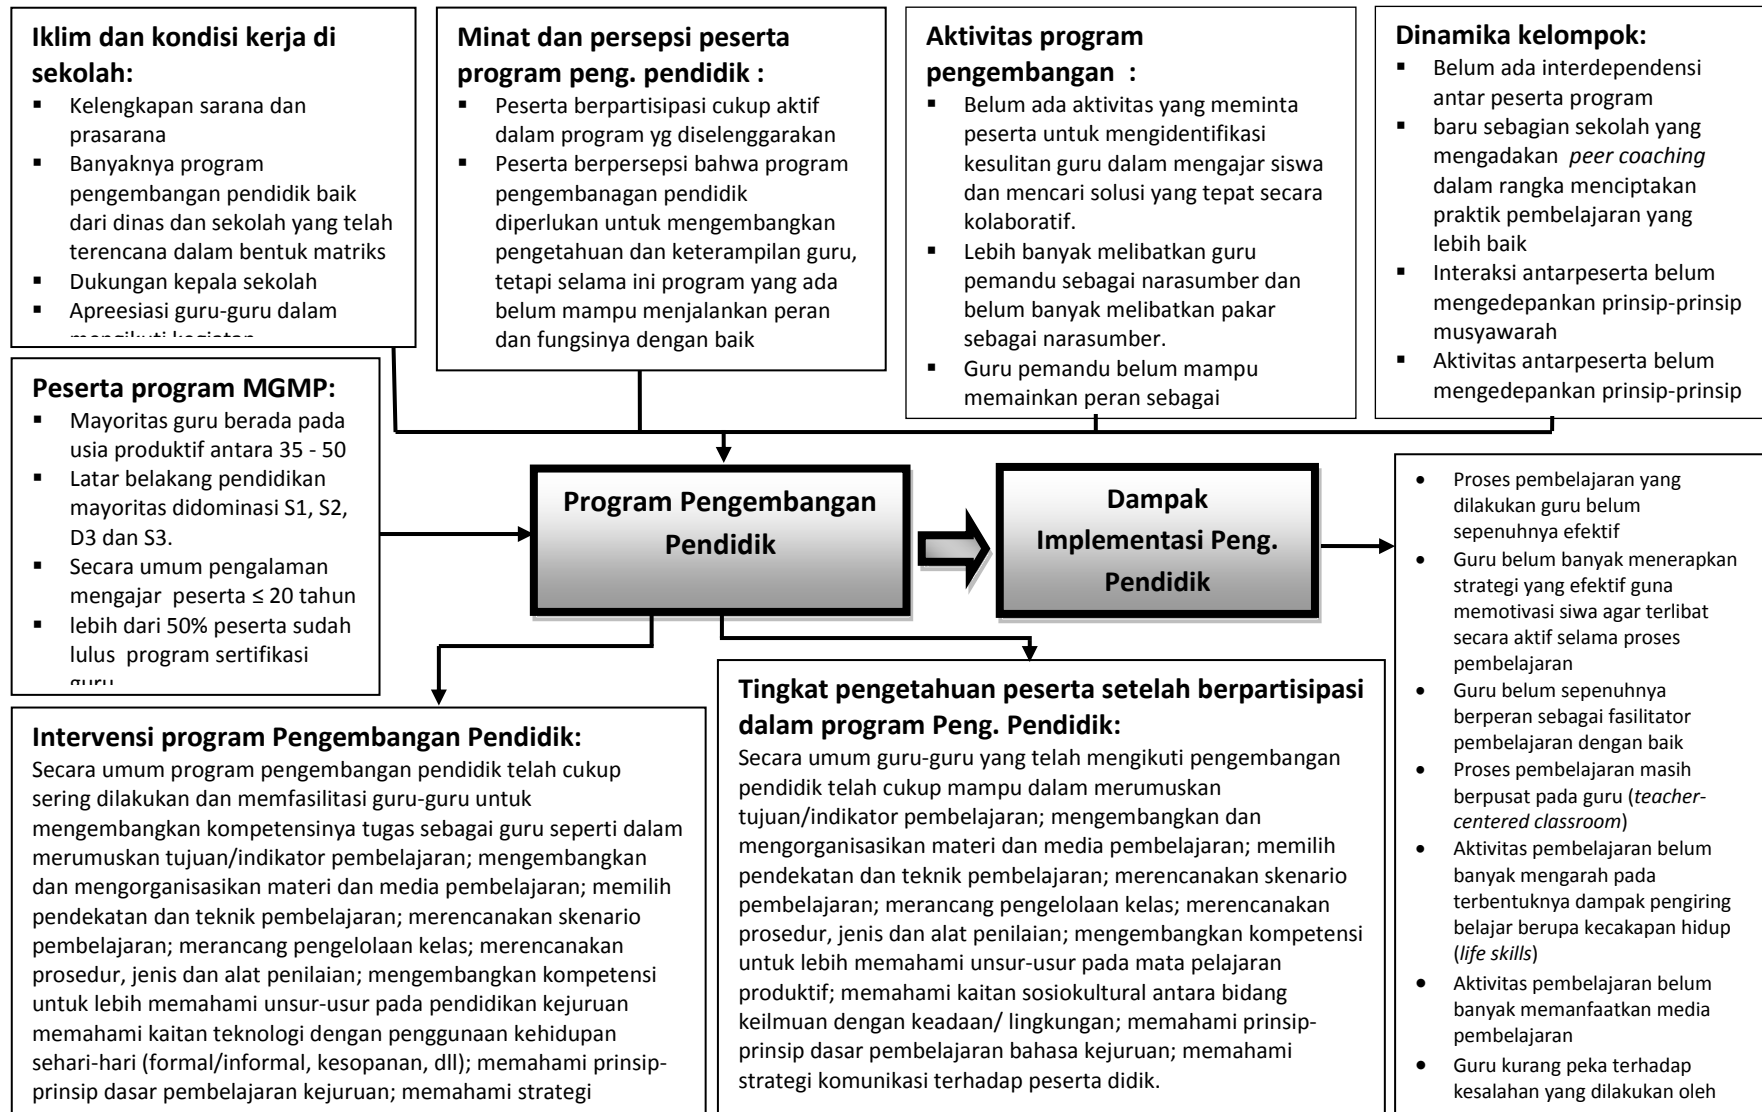 Iklim dan kondisi kerja di
sekolah:
▪ Kelengkapan sarana dan
prasarana
▪ Banyaknya program
pengembangan pendidik baik
dari dinas dan sekolah yang telah
terencana dalam bentuk matriks
▪ Dukungan kepala sekolah
▪ Apreesiasi guru-guru dalam
Minat dan persepsi peserta
program peng. pendidik :
▪ Peserta berpartisipasi cukup aktif
dalam program yg diselenggarakan
▪ Peserta berpersepsi bahwa program
pengembanagan pendidik
diperlukan untuk mengembangkan
pengetahuan dan keterampilan guru,
tetapi selama ini program yang ada
belum mampu menjalankan peran
dan fungsinya dengan baik
Aktivitas program
pengembangan :
▪ Belum ada aktivitas yang meminta
peserta untuk mengidentifikasi
kesulitan guru dalam mengajar siswa
dan mencari solusi yang tepat secara
kolaboratif.
▪ Lebih banyak melibatkan guru
pemandu sebagai narasumber dan
belum banyak melibatkan pakar
sebagai narasumber.
▪ Guru pemandu belum mampu
memainkan peran sebagai
Dinamika kelompok:
▪ Belum ada interdependensi
antar peserta program
▪ baru sebagian sekolah yang
mengadakan peer coaching
dalam rangka menciptakan
praktik pembelajaran yang
lebih baik
▪ Interaksi antarpeserta belum
mengedepankan prinsip-prinsip
musyawarah
▪ Aktivitas antarpeserta belum
mengedepankan prinsip-prinsip
Peserta program MGMP:
▪ Mayoritas guru berada pada
usia produktif antara 35 - 50
▪ Latar belakang pendidikan
mayoritas didominasi S1, S2,
D3 dan S3.
▪ Secara umum pengalaman
mengajar peserta ≤ 20 tahun
▪ lebih dari 50% peserta sudah
lulus program sertifikasi
Program Pengembangan
Pendidik
Dampak
Implementasi Peng.
Pendidik
• Proses pembelajaran yang
dilakukan guru belum
sepenuhnya efektif
• Guru belum banyak menerapkan
strategi yang efektif guna
memotivasi siwa agar terlibat
secara aktif selama proses
pembelajaran
• Guru belum sepenuhnya
berperan sebagai fasilitator
pembelajaran dengan baik
• Proses pembelajaran masih
berpusat pada guru (teacher-
centered classroom)
• Aktivitas pembelajaran belum
banyak mengarah pada
terbentuknya dampak pengiring
belajar berupa kecakapan hidup
(life skills)
• Aktivitas pembelajaran belum
banyak memanfaatkan media
pembelajaran
• Guru kurang peka terhadap
kesalahan yang dilakukan oleh
Intervensi program Pengembangan Pendidik:
Secara umum program pengembangan pendidik telah cukup
sering dilakukan dan memfasilitasi guru-guru untuk
mengembangkan kompetensinya tugas sebagai guru seperti dalam
merumuskan tujuan/indikator pembelajaran; mengembangkan
dan mengorganisasikan materi dan media pembelajaran; memilih
pendekatan dan teknik pembelajaran; merencanakan skenario
pembelajaran; merancang pengelolaan kelas; merencanakan
prosedur, jenis dan alat penilaian; mengembangkan kompetensi
untuk lebih memahami unsur-usur pada pendidikan kejuruan
memahami kaitan teknologi dengan penggunaan kehidupan
sehari-hari (formal/informal, kesopanan, dll); memahami prinsip-
prinsip dasar pembelajaran kejuruan; memahami strategi
Tingkat pengetahuan peserta setelah berpartisipasi
dalam program Peng. Pendidik:
Secara umum guru-guru yang telah mengikuti pengembangan
pendidik telah cukup mampu dalam merumuskan
tujuan/indikator pembelajaran; mengembangkan dan
mengorganisasikan materi dan media pembelajaran; memilih
pendekatan dan teknik pembelajaran; merencanakan skenario
pembelajaran; merancang pengelolaan kelas; merencanakan
prosedur, jenis dan alat penilaian; mengembangkan kompetensi
untuk lebih memahami unsur-usur pada mata pelajaran
produktif; memahami kaitan sosiokultural antara bidang
keilmuan dengan keadaan/ lingkungan; memahami prinsip-
prinsip dasar pembelajaran bahasa kejuruan; memahami
strategi komunikasi terhadap peserta didik.